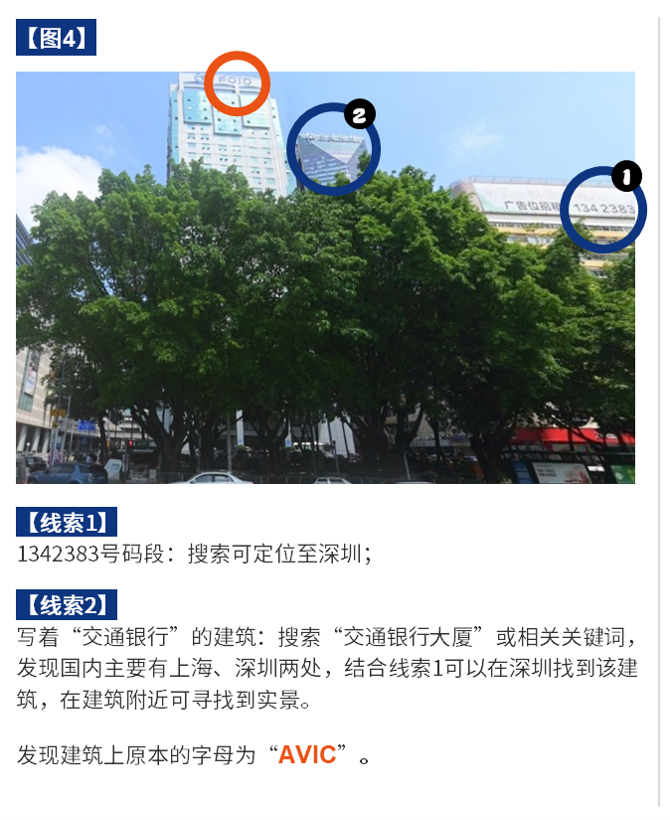 【图4】
2
1
广告位招租 134 2383
【线索1】
1342383号码段：搜索可定位至深圳；
【线索2】
写着“交通银行”的建筑：搜索“交通银行大厦”或相关关键词，
发现国内主要有上海、深圳两处，结合线索1可以在深圳找到该建
筑，在建筑附近可寻找到实景。
发现建筑上原本的字母为“AVIC”。